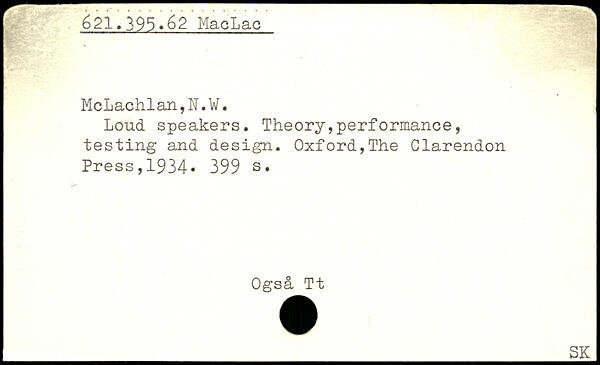 621.395.62 MacLac
McLachlan,N.W.
Loud speakers. Theory,performance,
testing and design. Oxford,The Clarendon
Press,1934. 399 s.
Også Tt
SK